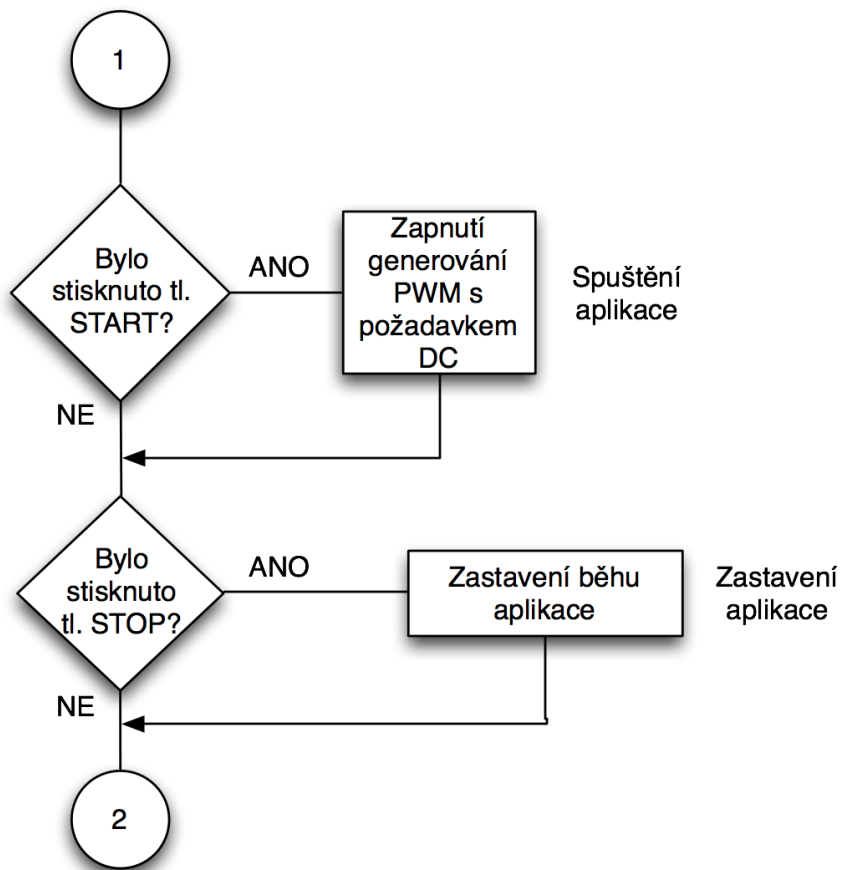 1
Bylo
stisknuto tl.
START?
ANO
Zapnutí
generování
PWM s
požadavkem
DC
Spuštění
aplikace
NE
Bylo
stisknuto
tl. STOP?
ANO
Zastavení běhu
aplikace
Zastavení
aplikace
NE
2